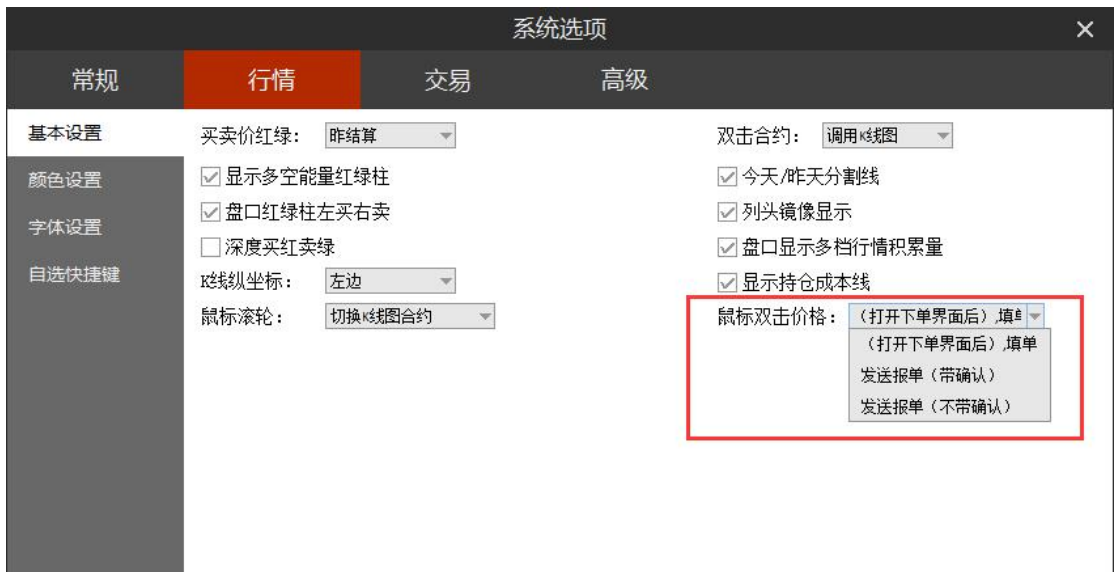 系统选项
常规 行情 交易 高级
基本设置
颜色设置
字体设置
自选快捷键
买卖价红绿： 昨结算
显示多空能量红绿柱
盘口红绿柱左买右卖
深度买红卖绿
K线纵坐标： 左边
鼠标滚轮： 切换K线图合约
双击合约： 调用K线图
今天/昨天分割线
列头镜像显示
盘口显示多档行情积累量
显示持仓成本线
鼠标双击价格： （打开下单界面后）,填
（打开下单界面后）,填单
发送报单（带确认）
发送报单（不带确认）